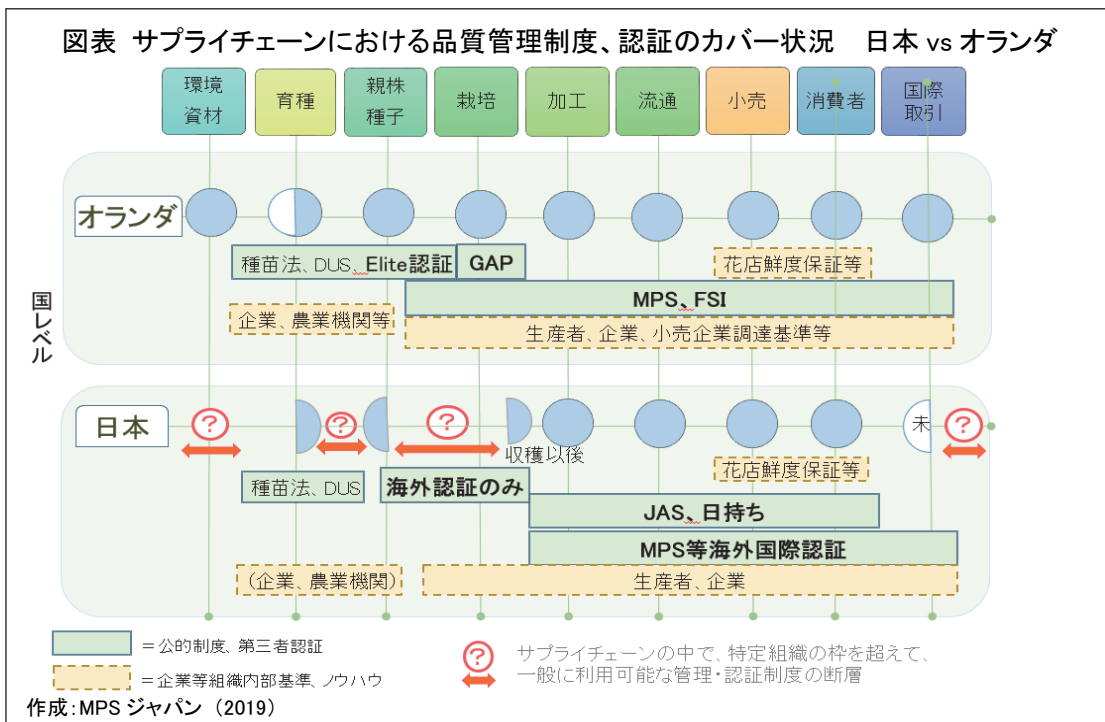 図表 サプライチェーンにおける品質管理制度、認証のカバー状況　日本 vs オランダ
環境資材
育種
親株種子
栽培
加工
流通
小売
消費者
国際取引
国レベル
オランダ
種苗法、DUS、Elite認証
GAP
花店鮮度保証等
MPS、FSI
企業、農業機関等
生産者、企業、小売企業調達基準等
日本
?
?
?
収穫以後
未
?
花店鮮度保証等
種苗法、DUS
海外認証のみ
JAS、日持ち
MPS等海外国際認証
(企業、農業機関)
生産者、企業
=公的制度、第三者認証
=企業等組織内部基準、ノウハウ
?
サプライチェーンの中で、特定組織の枠を超えて、
一般に利用可能な管理・認証制度の断層
作成:MPS ジャパン (2019)